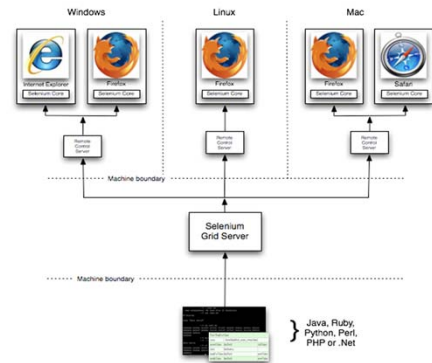 Windows
Linux
Mac
Internet Explorer
Selenium Core
Firefox
Selenium Core
Firefox
Selenium Core
Firefox
Selenium Core
Safari
Selenium Core
Remote
Control
Server
Remote
Control
Server
Remote
Control
Server
Machine boundary
Selenium
Grid Server
Machine boundary
Java, Ruby,
Python, Perl,
PHP or .Net